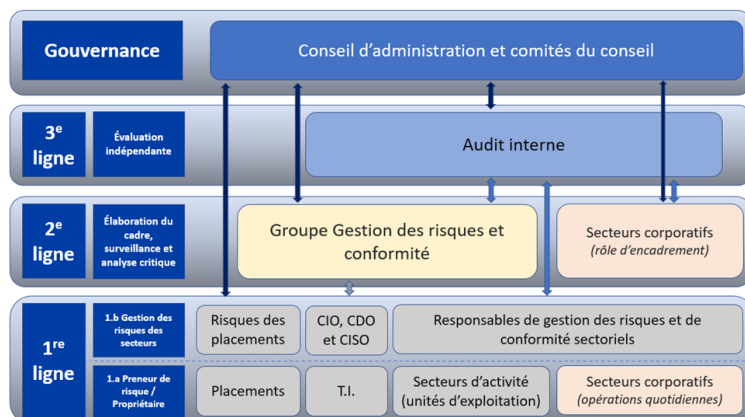 Gouvernance
Conseil d'administration et comités du conseil
3e
ligne
Évaluation
indépendante
Audit interne
2e
ligne
Élaboration du
cadre,
surveillance et
analyse critique
Groupe Gestion des risques et
conformité
Secteurs corporatifs
(rôle d'encadrement)
1re
ligne
1.b Gestion des
risques des
secteurs
Risques des
placements
CIO, CDO
et CISO
Responsables de gestion des risques et de
conformité sectoriels
1.a Preneur de
risque /
Propriétaire
Placements
T.I.
Secteurs d'activité
(unités d'exploitation)
Secteurs corporatifs
(opérations quotidiennes)